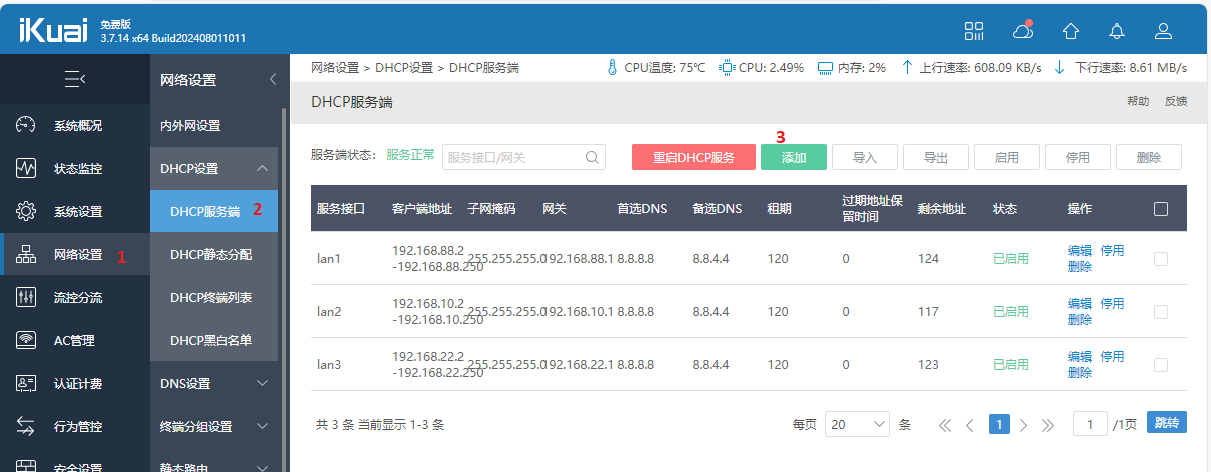 iKuai 免费版
3.7.14 x64 Build202408011011
网络设置
网络设置 > DHCP设置 > DHCP服务端
CPU温度: 75℃ CPU: 2.49% 内存: 2% 上行速率: 608.09 KB/s 下行速率: 8.61 MB/s
DHCP服务端
帮助 反馈
系统概况
状态监控
系统设置
网络设置 1
流控分流
AC管理
认证计费
行为管控
安全设置
内外网设置
DHCP设置
DHCP服务端 2
DHCP静态分配
DHCP终端列表
DHCP黑白名单
DNS设置
终端分组设置
静态路由
3
服务端状态: 服务正常 服务接口/网关 重启DHCP服务 添加 导入 导出 启用 停用 删除
服务接口 客户端地址 子网掩码 网关 首选DNS 备选DNS 租期 过期地址保留时间 剩余地址 状态 操作
lan1 192.168.88.2-192.168.88.250 255.255.255.0 192.168.88.1 8.8.8.8 8.8.4.4 120 0 124 已启用 编辑 停用 删除
lan2 192.168.10.2-192.168.10.250 255.255.255.0 192.168.10.1 8.8.8.8 8.8.4.4 120 0 117 已启用 编辑 停用 删除
lan3 192.168.22.2-192.168.22.250 255.255.255.0 192.168.22.1 8.8.8.8 8.8.4.4 120 0 123 已启用 编辑 停用 删除
共 3 条 当前显示 1-3 条
每页 20 条 1 1 /1页 跳转